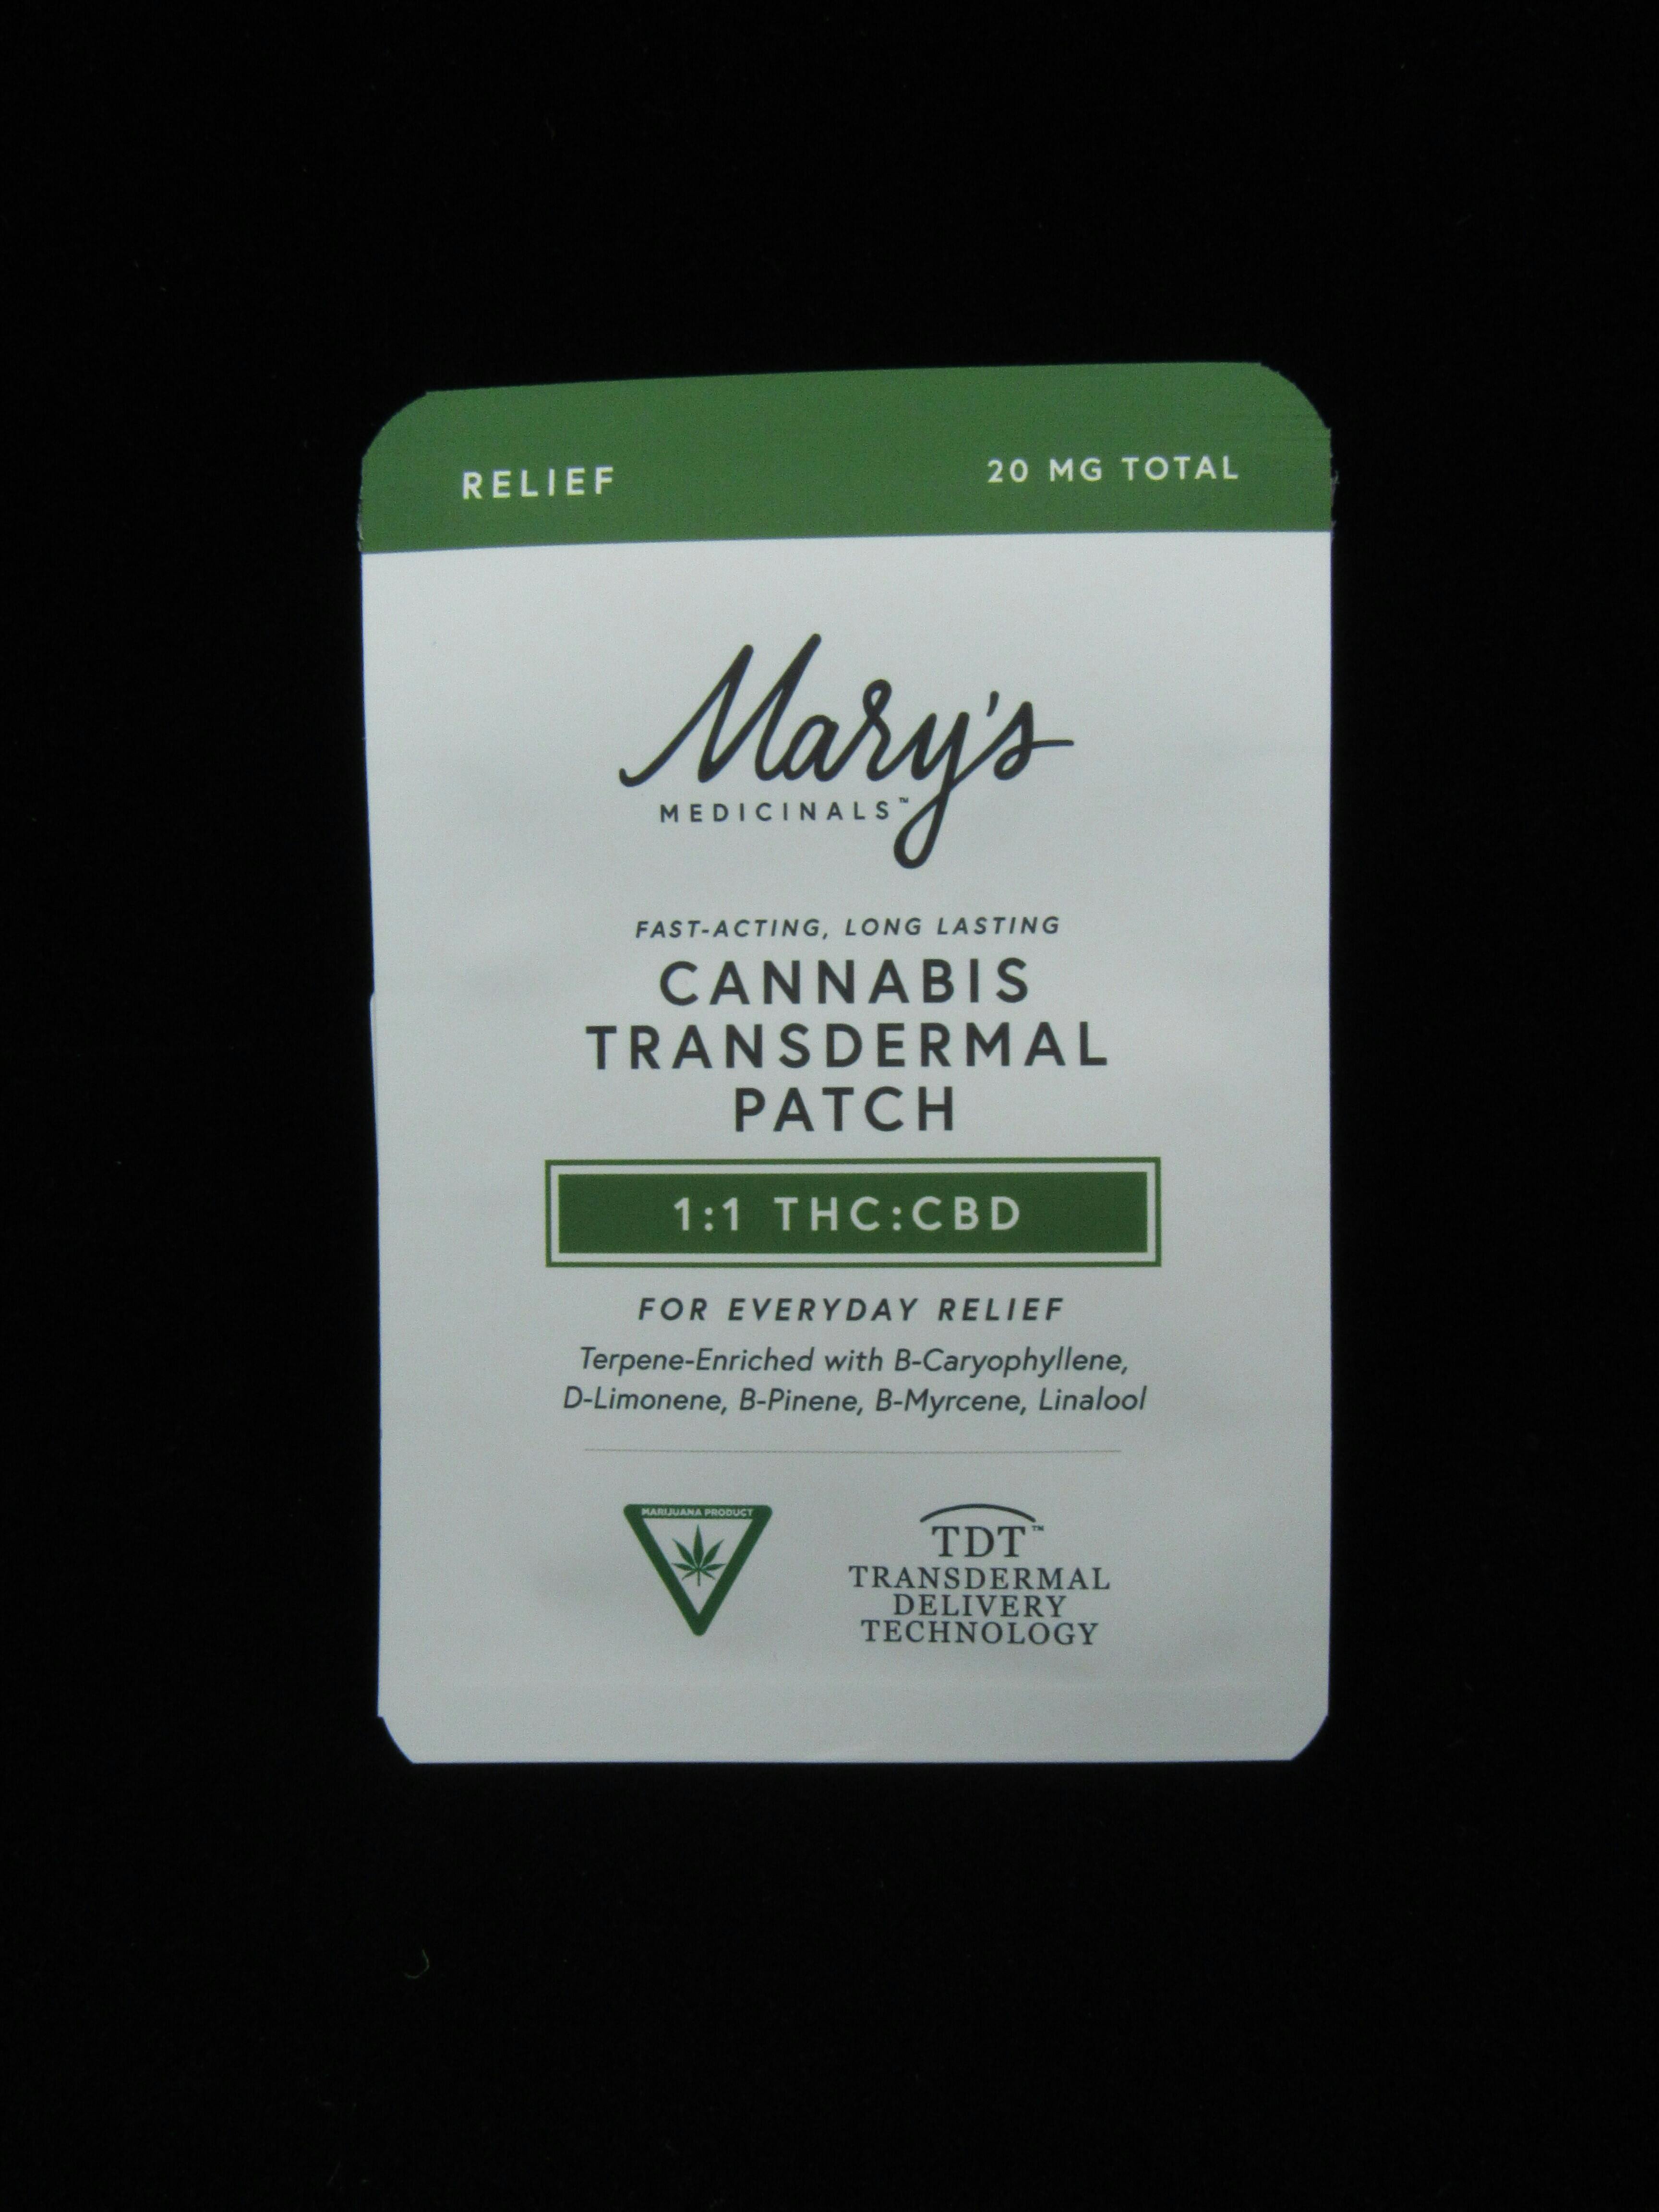 RELIEF
20 MG TOTAL
Mary's
MEDICINALS™
FAST-ACTING, LONG LASTING
CANNABIS
TRANSDERMAL
PATCH
1:1 THC:CBD
FOR EVERYDAY RELIEF
Terpene-Enriched with B-Caryophyllene,
D-Limonene, B-Pinene, B-Myrcene, Linalool
MARIJUANA PRODUCT
TDT™
TRANSDERMAL
DELIVERY
TECHNOLOGY